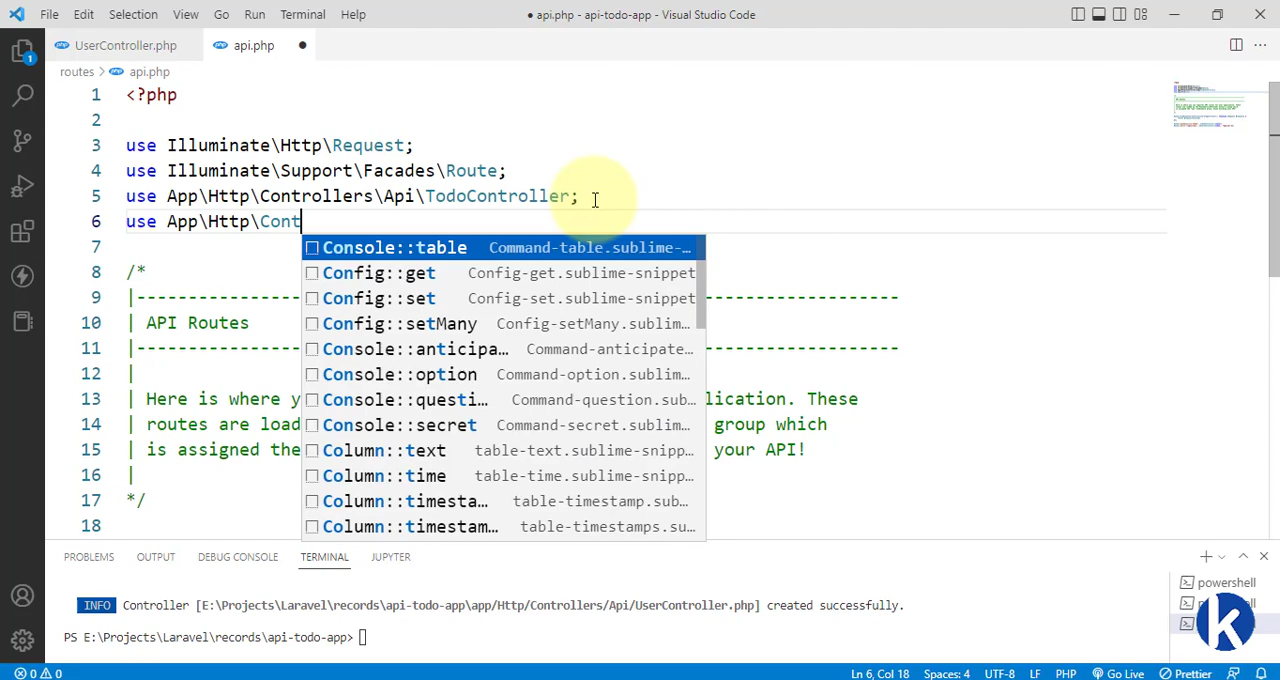 File Edit Selection View Go Run Terminal Help
● api.php - api-todo-app - Visual Studio Code
1
UserController.php
api.php
routes > api.php
1 <?php
2
3 use Illuminate\Http\Request;
4 use Illuminate\Support\Facades\Route;
5 use App\Http\Controllers\Api\TodoController;
6 use App\Http\Cont
7
Console::table Command-table.sublime-…
8 /*
Config::get Config-get.sublime-snippet
9 |--------------------
Config::set Config-set.sublime-snippet
10 | API Routes
Config::setMany Config-setMany.sublim…
11 |--------------------
Console::anticipa… Command-anticipate…
12 |
Console::option Command-option.sublim…
13 | Here is where y
Console::questi… Command-question.sub…
lication. These
14 | routes are load
Console::secret Command-secret.sublim…
group which
15 | is assigned the
Column::text table-text.sublime-snipp…
your API!
16 |
Column::time table-time.sublime-snipp…
17 */
Column::timesta… table-timestamp.sub…
18
Column::timestam… table-timestamps.su…
PROBLEMS OUTPUT DEBUG CONSOLE TERMINAL JUPYTER
INFO Controller [E:\Projects\Laravel\records\api-todo-app\app/Http/Controllers/Api/UserController.php] created successfully.
PS E:\Projects\Laravel\records\api-todo-app>
powershell
K
0 0
Ln 6, Col 18 Spaces: 4 UTF-8 LF PHP Go Live Prettier